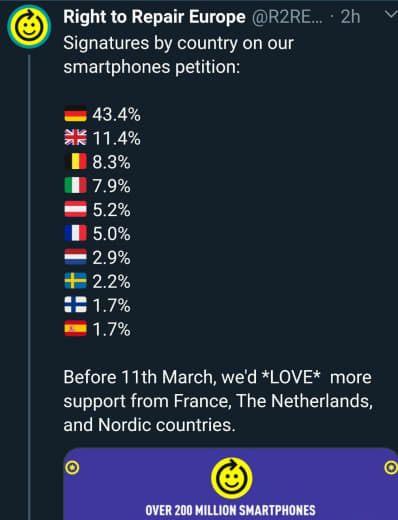 Right to Repair Europe @R2RE... · 2h
Signatures by country on our
smartphones petition:
🇩🇪 43.4%
🇬🇧 11.4%
🇧🇪 8.3%
🇮🇹 7.9%
🇦🇹 5.2%
🇫🇷 5.0%
🇳🇱 2.9%
🇸🇪 2.2%
🇫🇮 1.7%
🇪🇸 1.7%
Before 11th March, we'd *LOVE* more
support from France, The Netherlands,
and Nordic countries.
OVER 200 MILLION SMARTPHONES